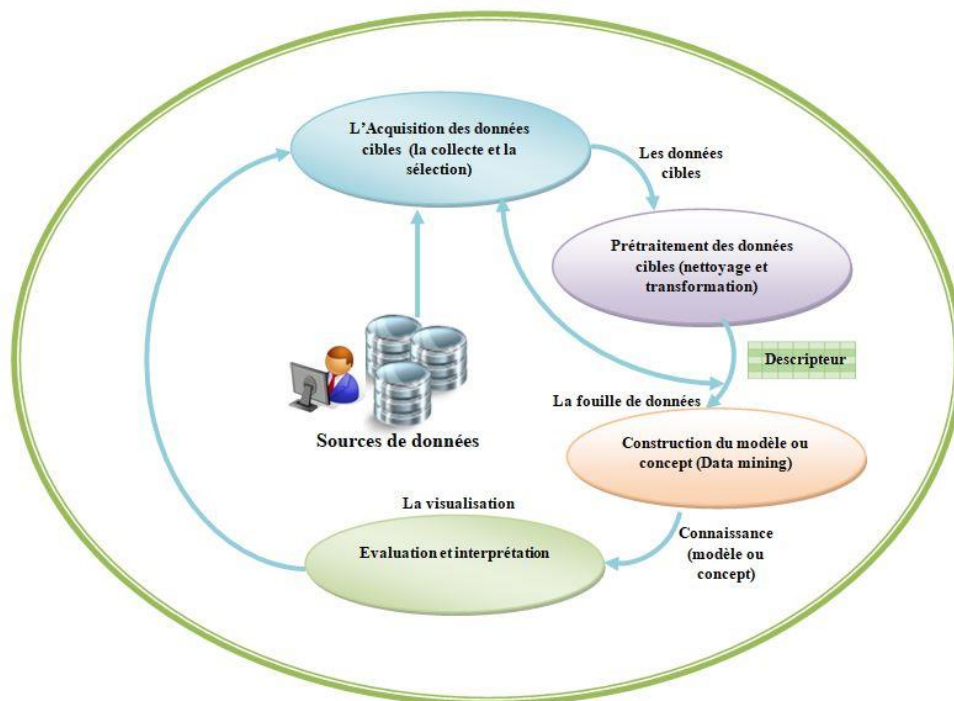 L'Acquisition des données
cibles (la collecte et la
sélection)
Les données
cibles
Prétraitement des données
cibles (nettoyage et
transformation)
Descripteur
La fouille de données
Construction du modèle ou
concept (Data mining)
Sources de données
La visualisation
Evaluation et interprétation
Connaissance
(modèle ou
concept)